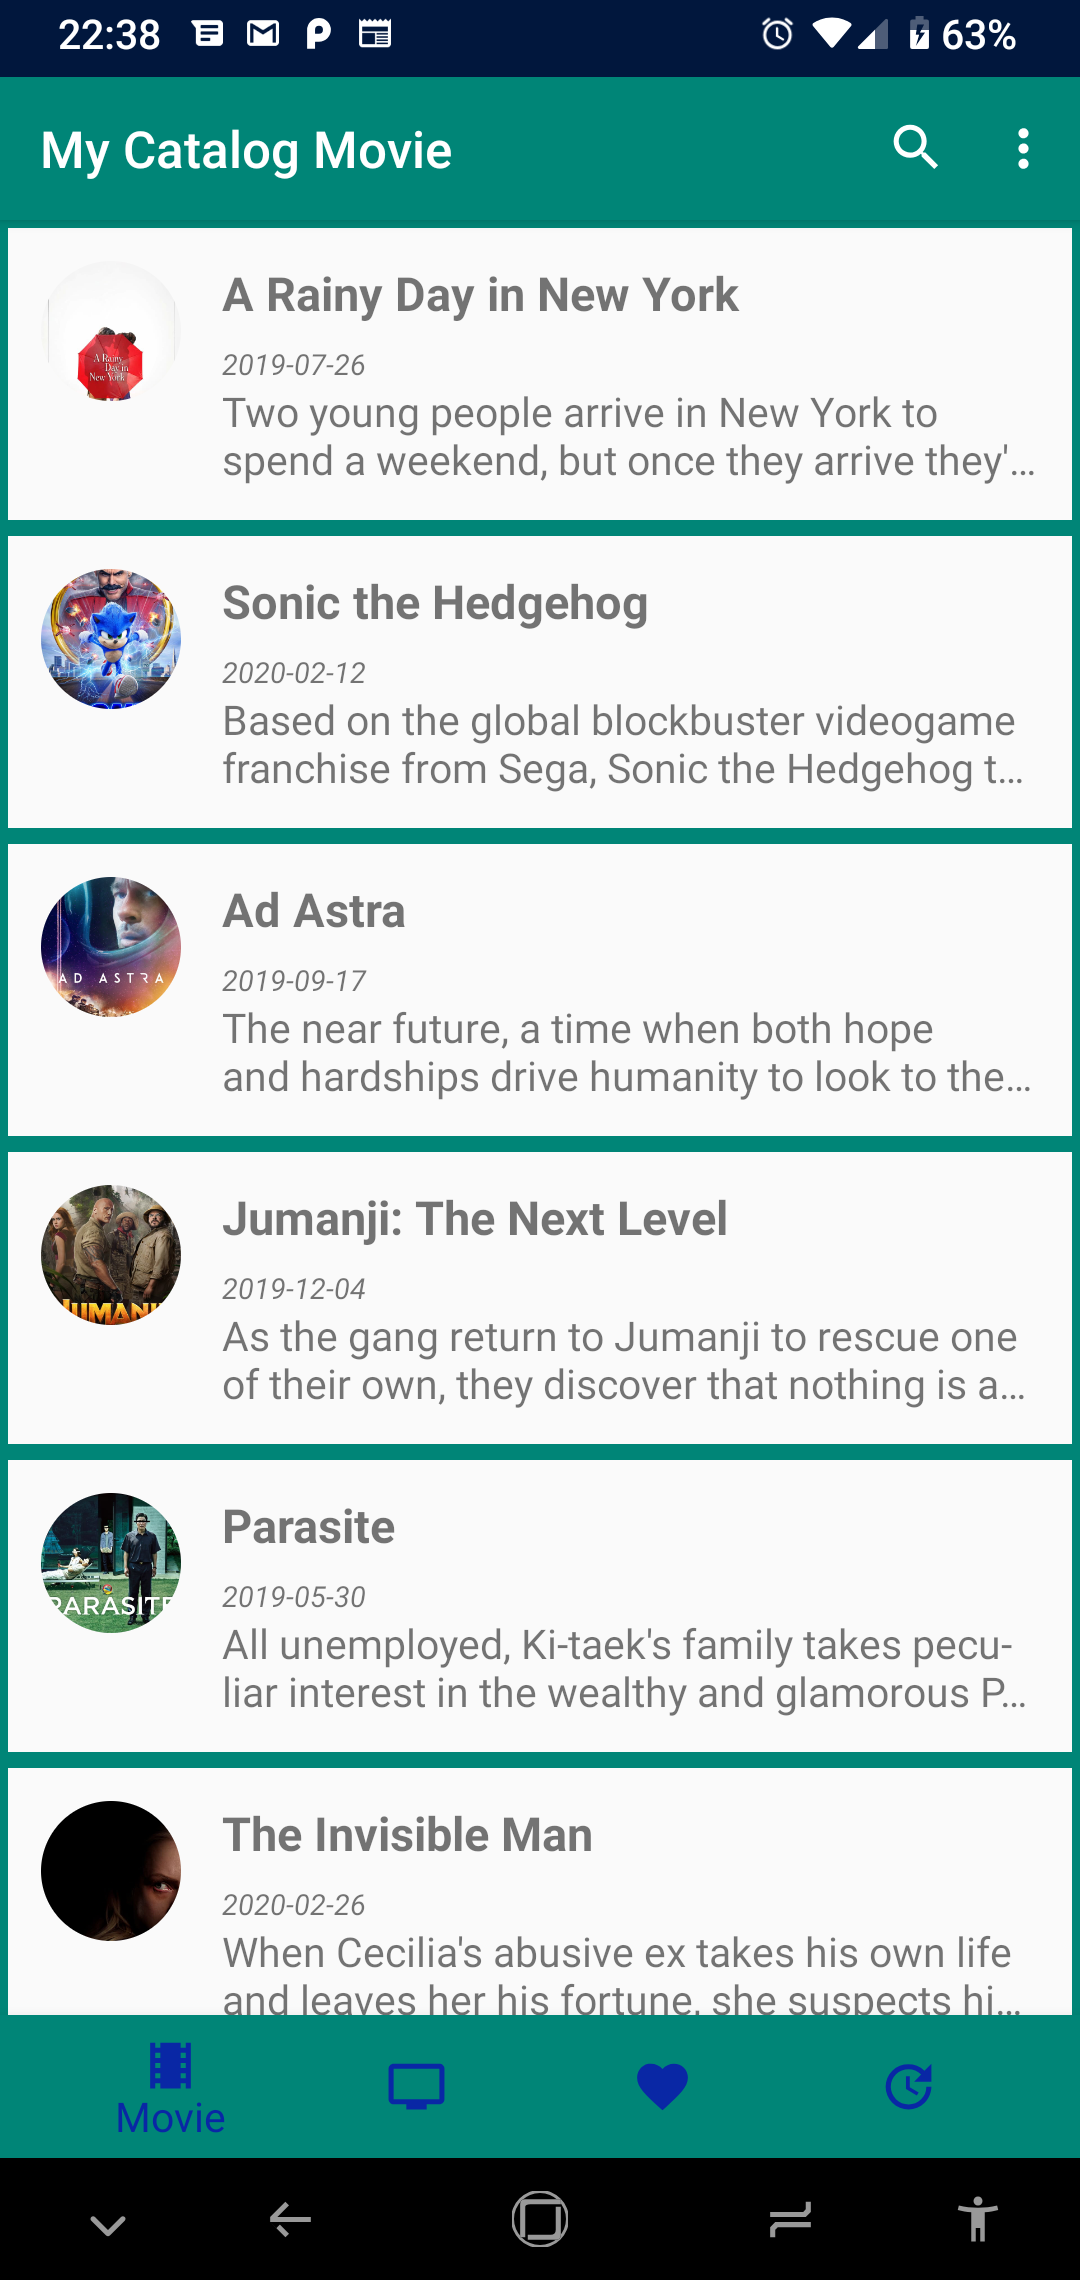 22:38
63%
My Catalog Movie
A Rainy Day in New York
A Rainy
Day in
New York
2019-07-26
Two young people arrive in New York to
spend a weekend, but once they arrive they'...
Sonic the Hedgehog
2020-02-12
Based on the global blockbuster videogame
franchise from Sega, Sonic the Hedgehog t...
Ad Astra
AD ASTRA
2019-09-17
The near future, a time when both hope
and hardships drive humanity to look to the...
Jumanji: The Next Level
JUMANJI
2019-12-04
As the gang return to Jumanji to rescue one
of their own, they discover that nothing is a...
Parasite
PARASITE
2019-05-30
All unemployed, Ki-taek's family takes pecu-
liar interest in the wealthy and glamorous P...
The Invisible Man
2020-02-26
When Cecilia's abusive ex takes his own life
and leaves her his fortune, she suspects hi...
Movie